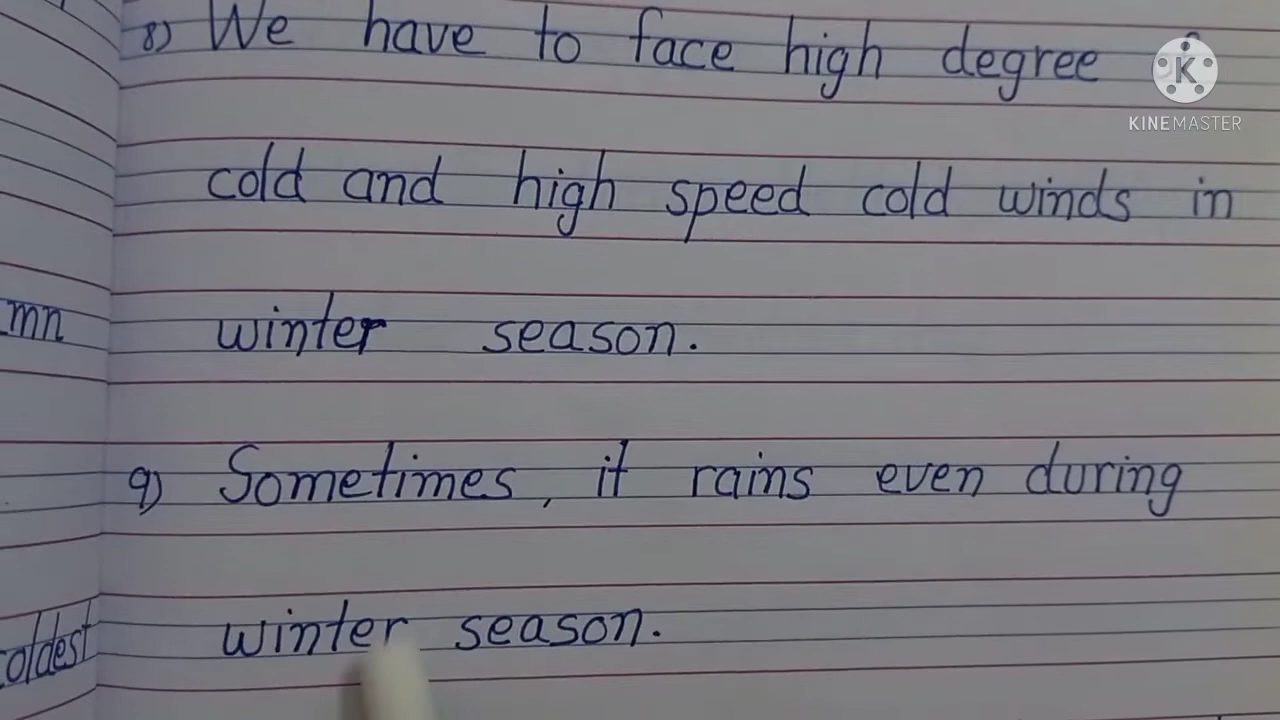 8) We have to face high degree
KINEMASTER
cold and high speed cold winds in
mn
winter season.
9) Sometimes, it rains even during
oldest
winter season.